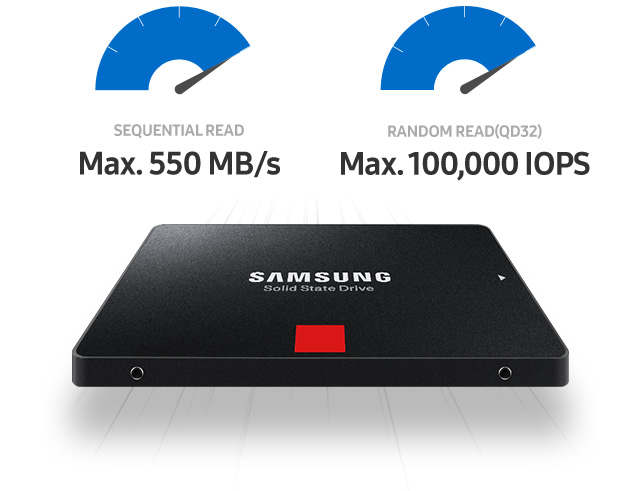 SEQUENTIAL READ
Max. 550 MB/s
RANDOM READ(QD32)
Max. 100,000 IOPS
SAMSUNG
Solid State Drive